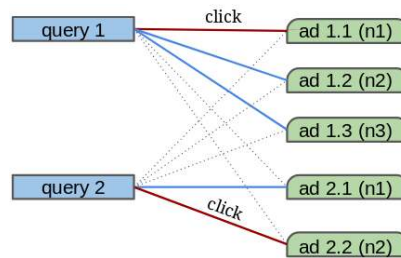 click
query 1
ad 1.1 (n1)
ad 1.2 (n2)
ad 1.3 (n3)
query 2
ad 2.1 (n1)
click
ad 2.2 (n2)